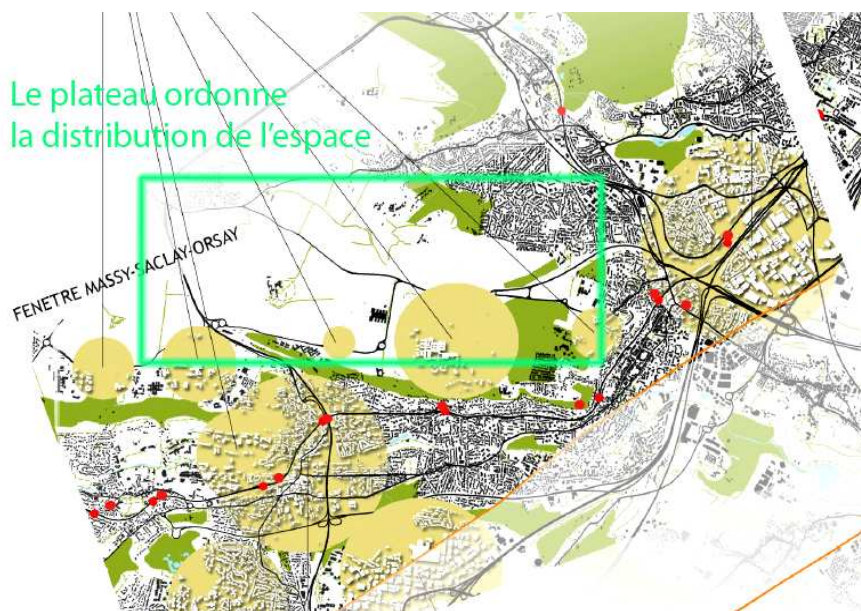 Le plateau ordonne
la distribution de l'espace
FENETRE MASSY-SACLAY-ORSAY